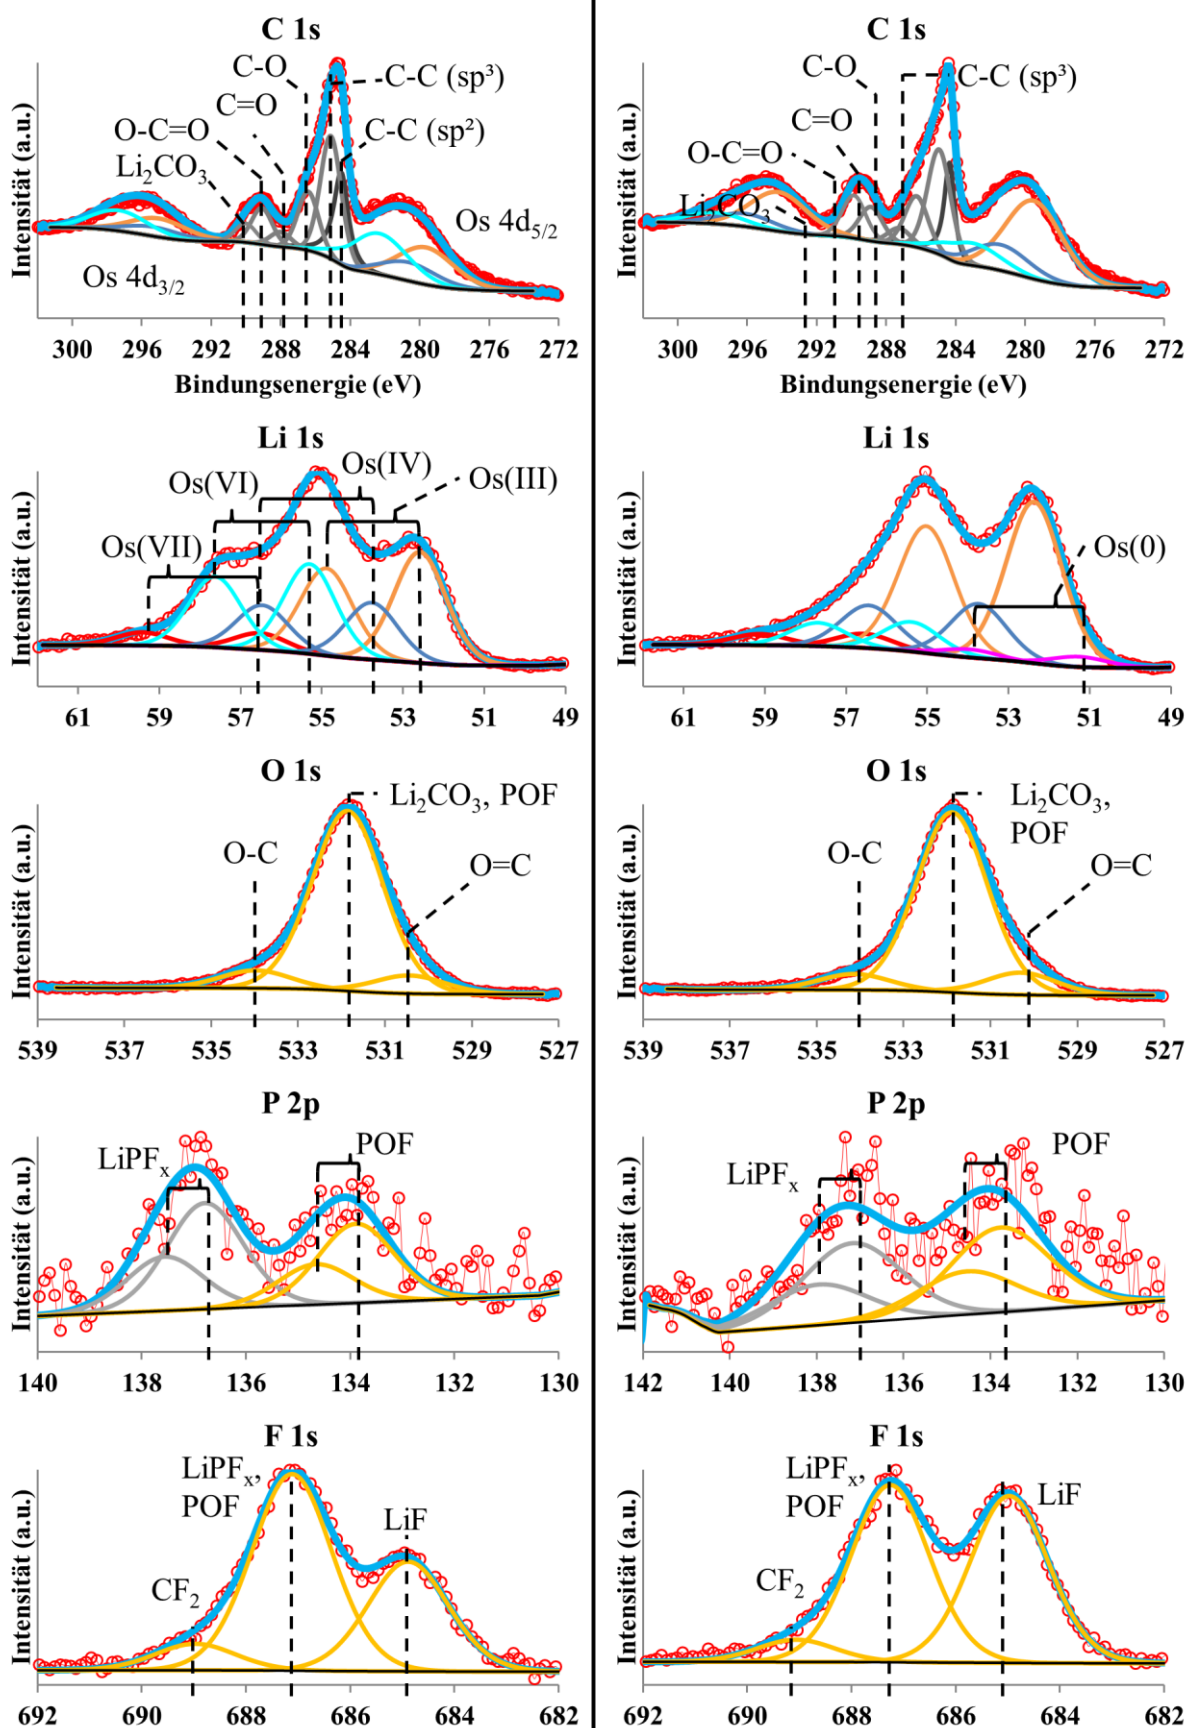 C 1s
C-O
C-C (sp³)
C=O
O-C=O
C-C (sp²)
Li₂CO₃
Os 4d₅/₂
Os 4d₃/₂
Intensität (a.u.)
300 296 292 288 284 280 276 272
Bindungsenergie (eV)
C 1s
C-O
C-C (sp³)
C=O
O-C=O
Li₂CO₃
Intensität (a.u.)
300 296 292 288 284 280 276 272
Bindungsenergie (eV)
Li 1s
Os(IV)
Os(VI)
Os(III)
Os(VII)
Intensität (a.u.)
61 59 57 55 53 51 49
Li 1s
Os(0)
Intensität (a.u.)
61 59 57 55 53 51 49
O 1s
Li₂CO₃, POF
O-C
O=C
Intensität (a.u.)
539 537 535 533 531 529 527
O 1s
Li₂CO₃,
POF
O-C
O=C
Intensität (a.u.)
539 537 535 533 531 529 527
P 2p
LiPFₓ
POF
Intensität (a.u.)
140 138 136 134 132 130
P 2p
LiPFₓ
POF
Intensität (a.u.)
142 140 138 136 134 132 130
F 1s
LiPFₓ,
POF
LiF
CF₂
Intensität (a.u.)
692 690 688 686 684 682
F 1s
LiPFₓ,
POF
LiF
CF₂
Intensität (a.u.)
692 690 688 686 684 682